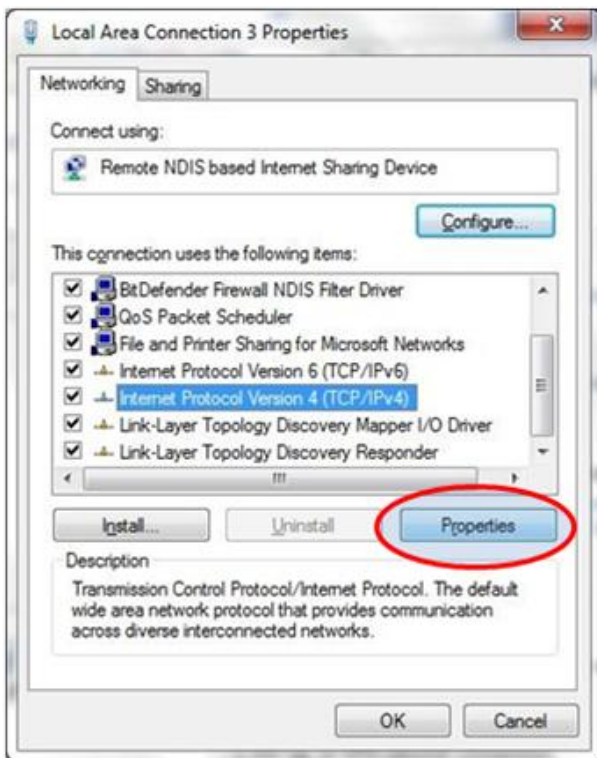 Local Area Connection 3 Properties
Networking
Sharing
Connect using:
Remote NDIS based Internet Sharing Device
Configure...
This connection uses the following items:
BitDefender Firewall NDIS Filter Driver
QoS Packet Scheduler
File and Printer Sharing for Microsoft Networks
Internet Protocol Version 6 (TCP/IPv6)
Internet Protocol Version 4 (TCP/IPv4)
Link-Layer Topology Discovery Mapper I/O Driver
Link-Layer Topology Discovery Responder
Install...
Uninstall
Properties
Description
Transmission Control Protocol/Internet Protocol. The default
wide area network protocol that provides communication
across diverse interconnected networks.
OK
Cancel